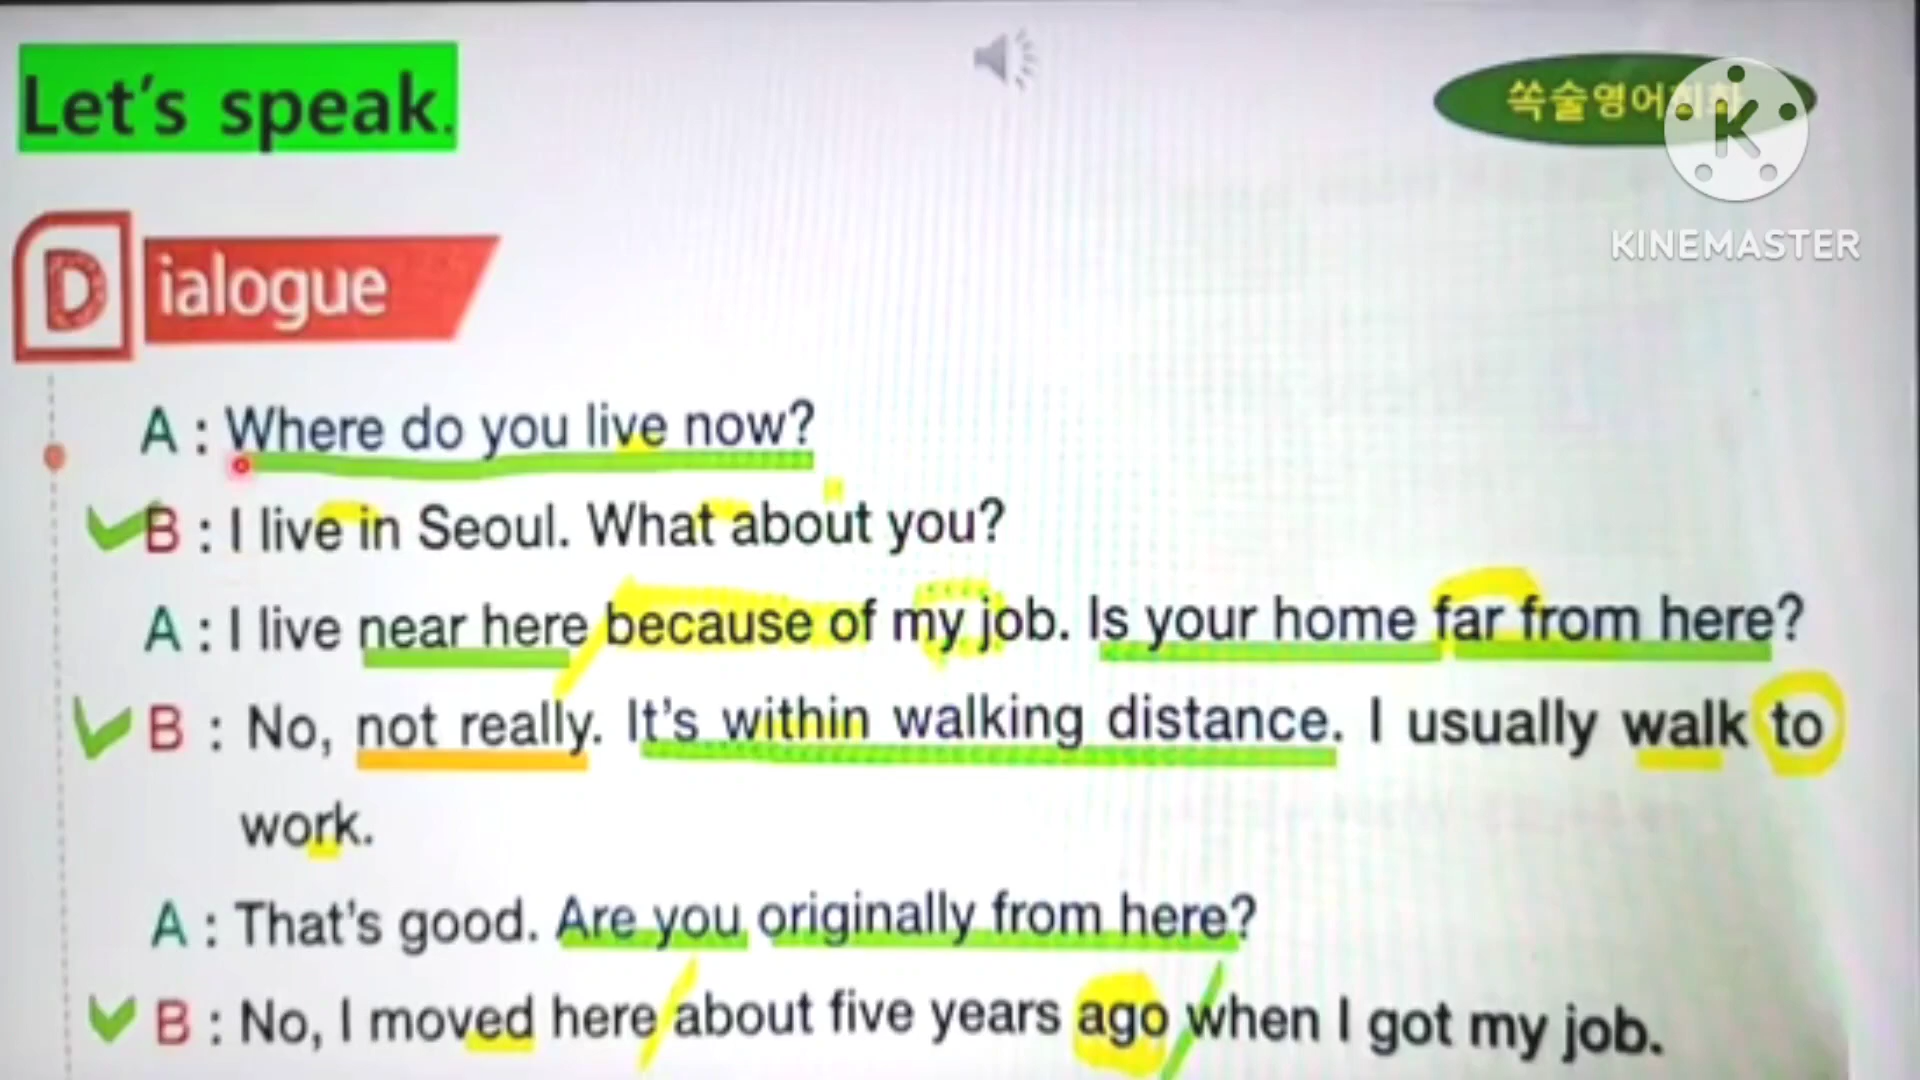 Let's speak.
쏙술영어회화
KINEMASTER
Dialogue
A : Where do you live now?
B : I live in Seoul. What about you?
A : I live near here because of my job. Is your home far from here?
B : No, not really. It's within walking distance. I usually walk to
work.
A : That's good. Are you originally from here?
B : No, I moved here about five years ago when I got my job.